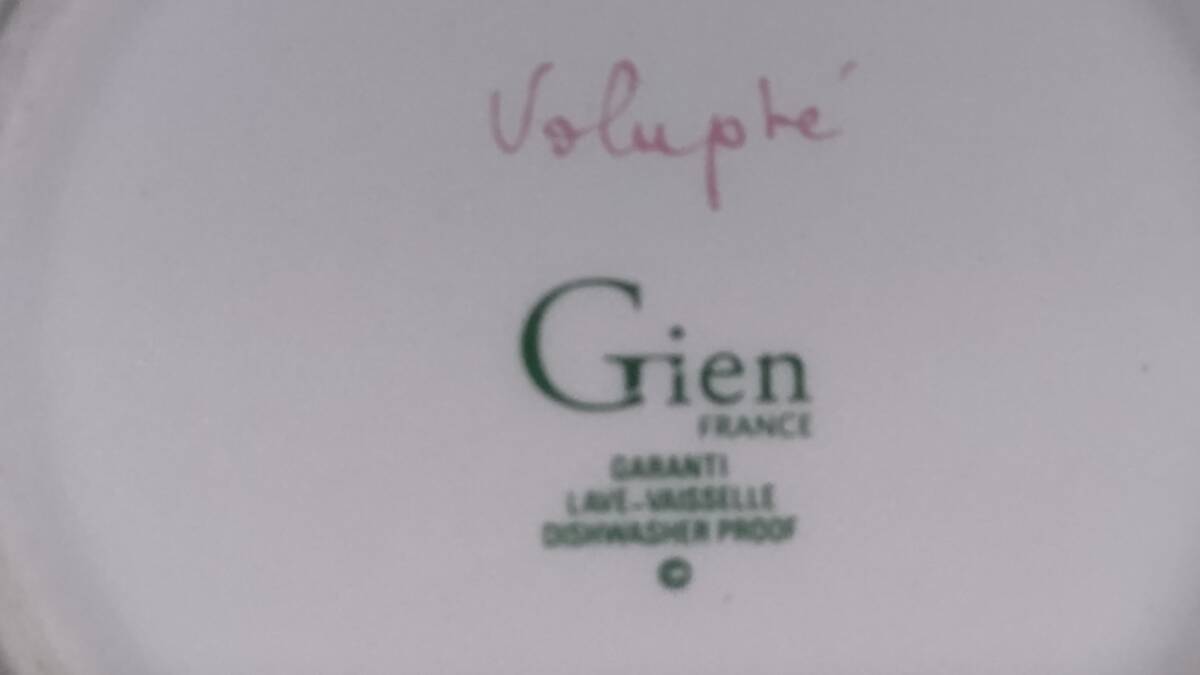 Volupté
Gien
FRANCE
GARANTI
LAVE-VAISSELLE
DISHWASHER PROOF
©